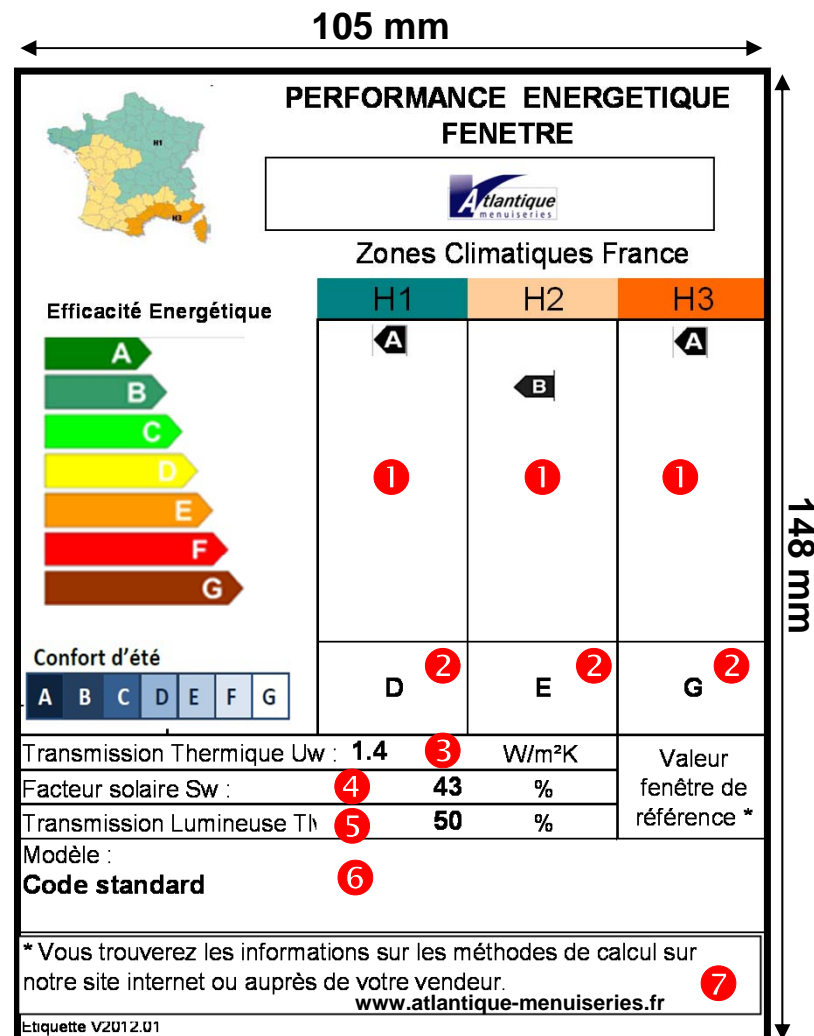 105 mm
PERFORMANCE ENERGETIQUE
FENETRE
H1
H3
Atlantique
menuiseries
Zones Climatiques France
Efficacité Energétique
H1 H2 H3
A
B
C
D
E
F
G
A
B
A
1 1 1
148 mm
Confort d'été
A B C D E F G
D 2 E 2 G 2
Transmission Thermique Uw : 1.4 3 W/m²K
Valeur
fenêtre de
référence *
Facteur solaire Sw : 4 43 %
Transmission Lumineuse Tl 5 50 %
Modèle :
Code standard 6
* Vous trouverez les informations sur les méthodes de calcul sur
notre site internet ou auprès de votre vendeur. 7
www.atlantique-menuiseries.fr
Etiquette V2012.01